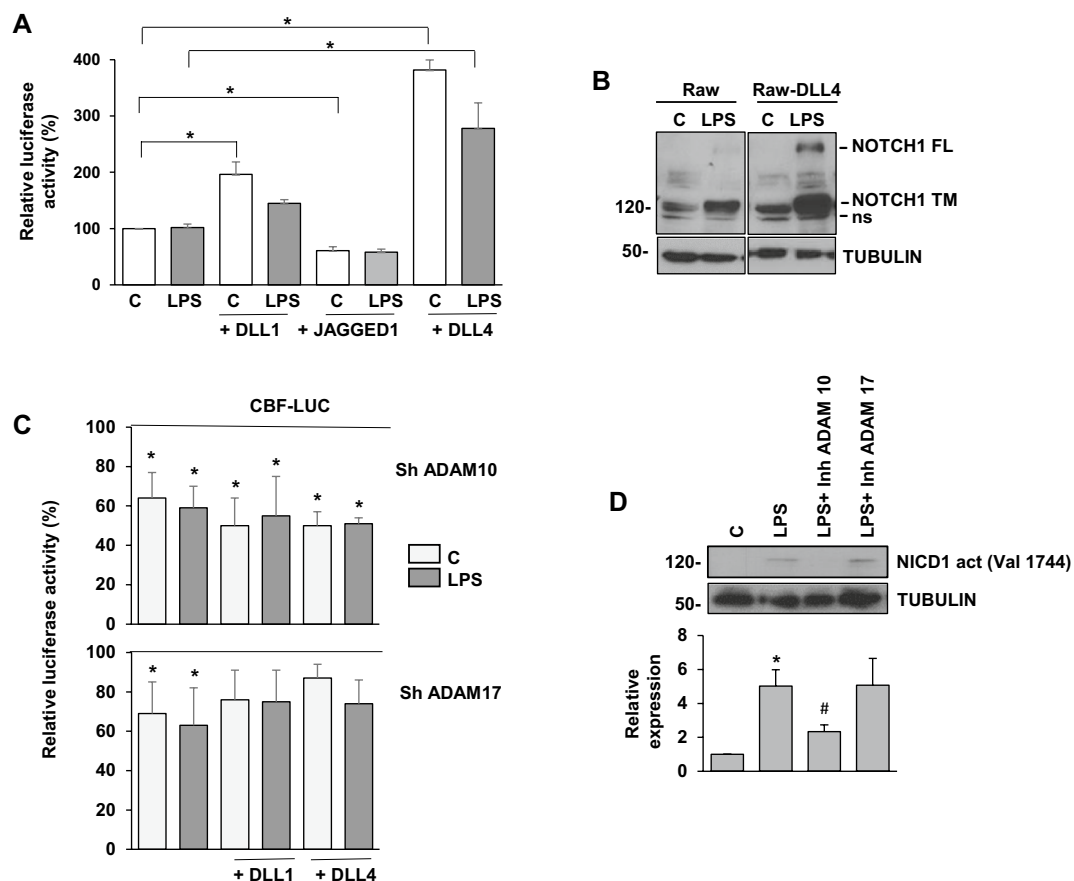 A
Relative luciferase
activity (%)
400
300
200
100
0
*
*
*
*
C LPS C LPS C LPS C LPS
+ DLL1 + JAGGED1 + DLL4
B
Raw Raw-DLL4
C LPS C LPS
NOTCH1 FL
120- NOTCH1 TM
ns
50- TUBULIN
C
CBF-LUC
Relative luciferase activity (%)
100
80
60
40
20
0
* * * * * *
Sh ADAM10
C
LPS
100
80
60
40
20
0
* *
Sh ADAM17
+ DLL1 + DLL4
D
C
LPS
LPS+ Inh ADAM 10
LPS+ Inh ADAM 17
120- NICD1 act (Val 1744)
50- TUBULIN
Relative
expression
8
6
4
2
0
*
#